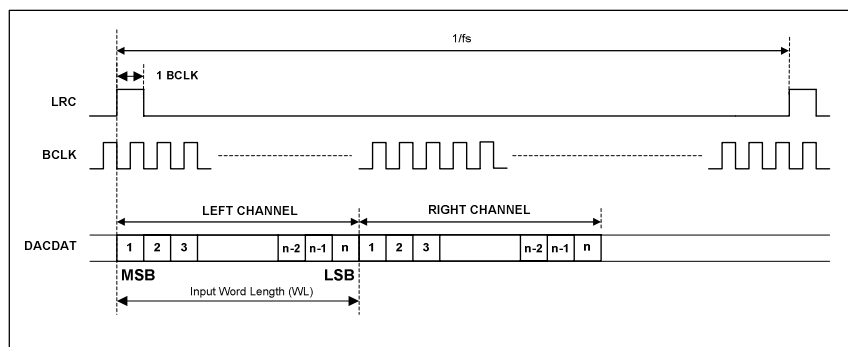 1/fs
1 BCLK
LRC
BCLK
LEFT CHANNEL
RIGHT CHANNEL
DACDAT
1 2 3 n-2 n-1 n 1 2 3 n-2 n-1 n
MSB LSB
Input Word Length (WL)